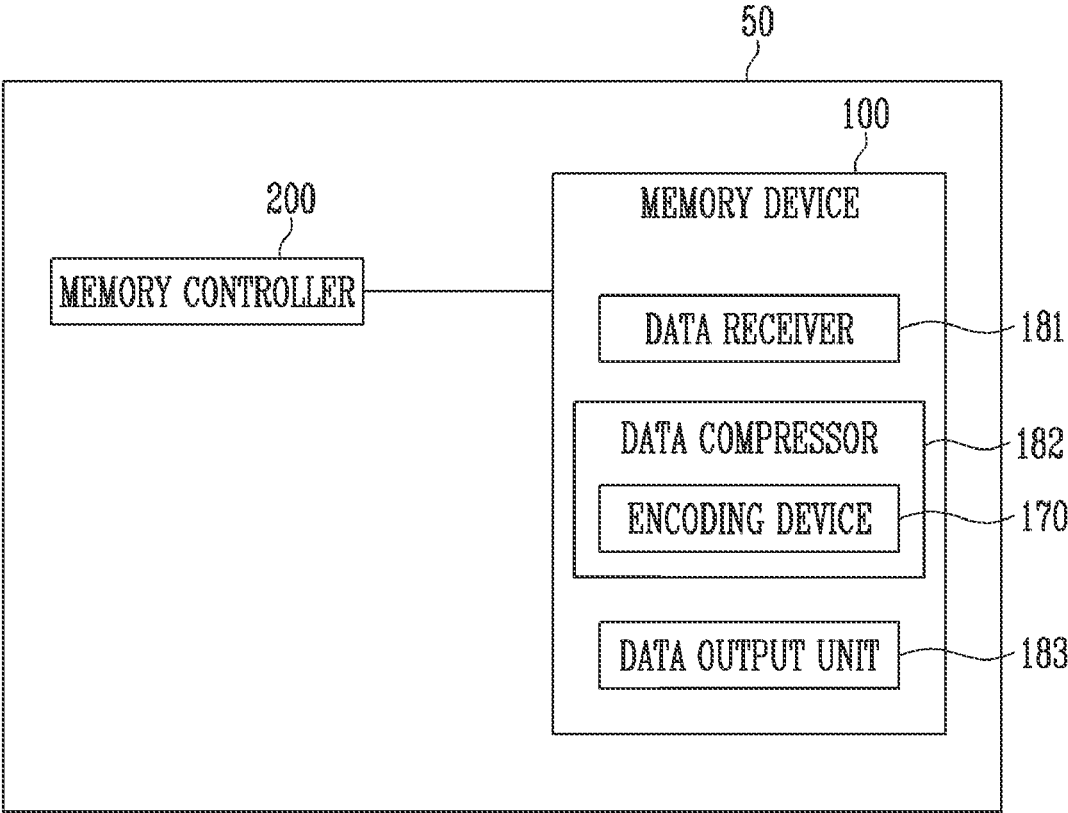 50
100
MEMORY DEVICE
200
MEMORY CONTROLLER
DATA RECEIVER
181
DATA COMPRESSOR
182
ENCODING DEVICE
170
DATA OUTPUT UNIT
183